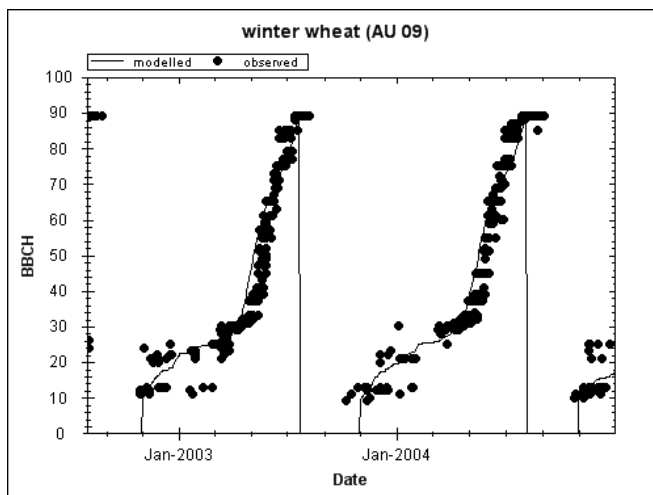 winter wheat (AU 09)
modelled observed
100
90
80
70
60
50
40
30
20
10
0
BBCH
Jan-2003 Jan-2004
Date